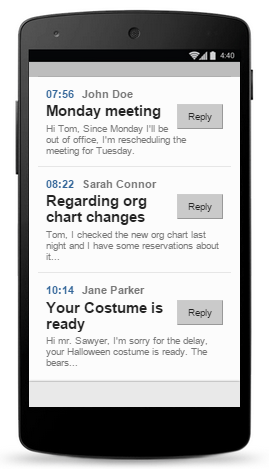 4:40
07:56 John Doe
Monday meeting
Reply
Hi Tom, Since Monday I'll be
out of office, I'm rescheduling the
meeting for Tuesday.
08:22 Sarah Connor
Regarding org
chart changes
Reply
Tom, I checked the new org chart last
night and I have some reservations about
it...
10:14 Jane Parker
Your Costume is
ready
Reply
Hi mr. Sawyer, I'm sorry for the delay,
your Halloween costume is ready. The
bears...